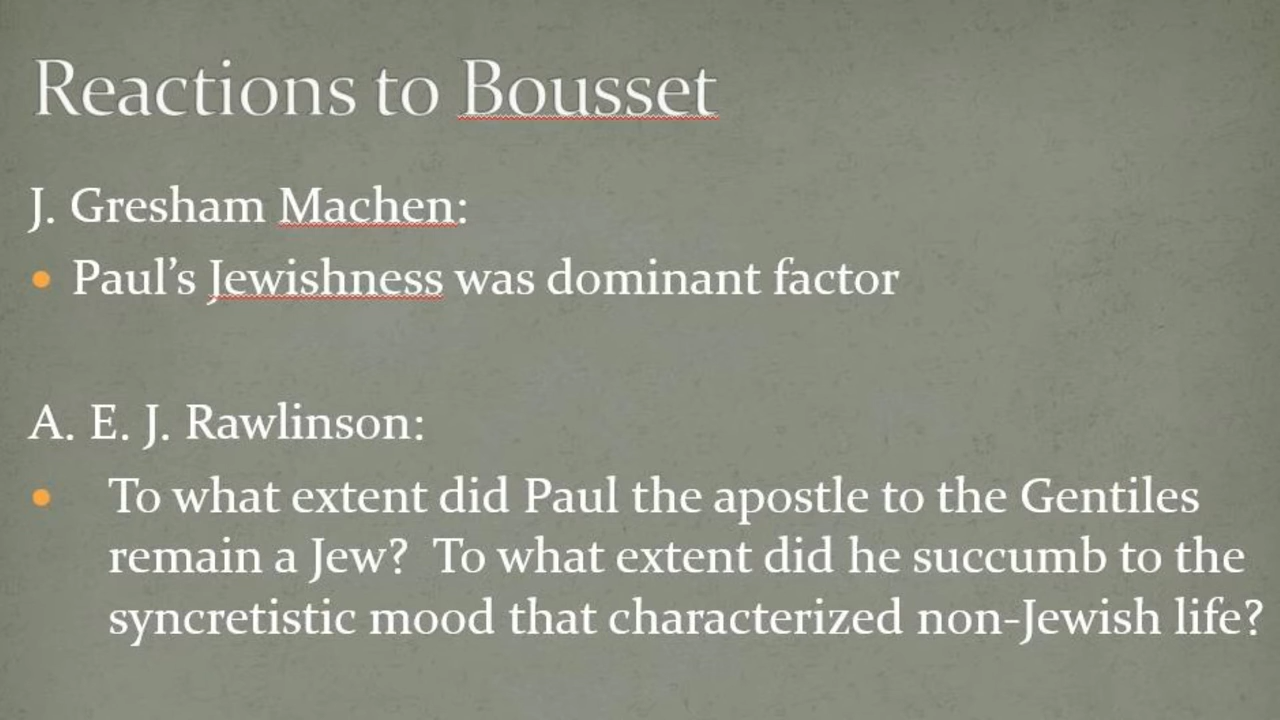 Reactions to Bousset
J. Gresham Machen:
• Paul’s Jewishness was dominant factor
A. E. J. Rawlinson:
• To what extent did Paul the apostle to the Gentiles
remain a Jew?  To what extent did he succumb to the
syncretistic mood that characterized non-Jewish life?